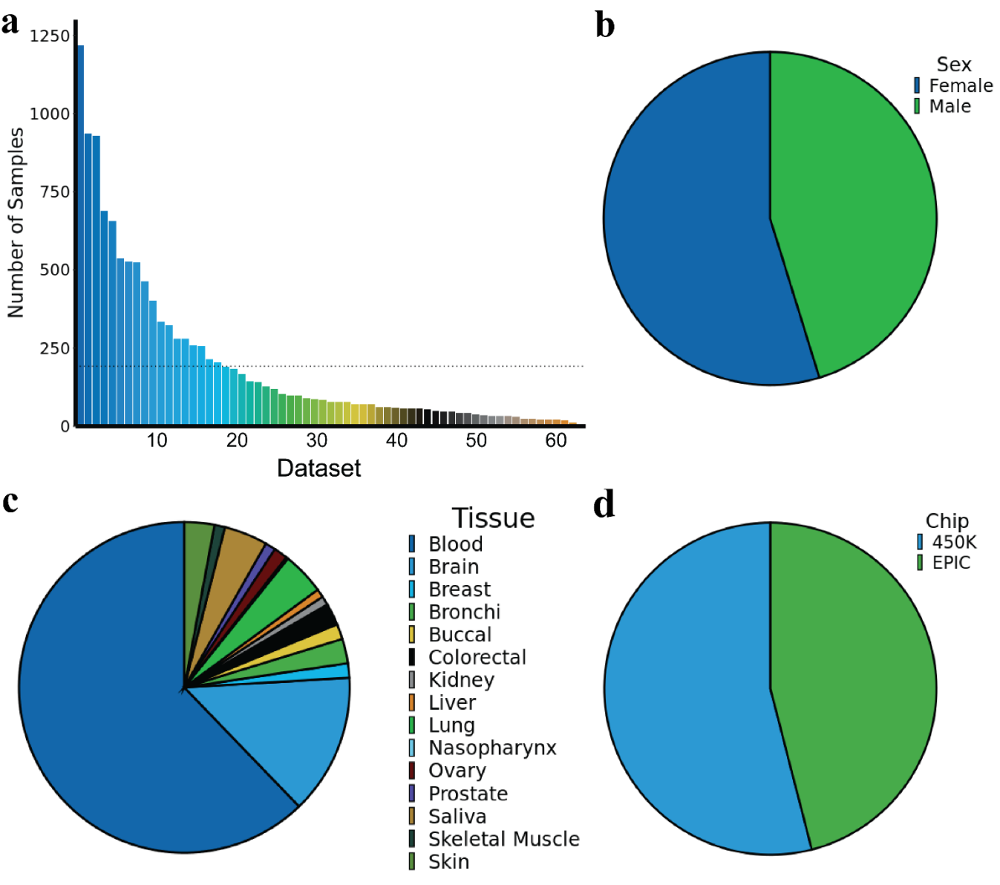 a
1250
1000
750
500
250
0
Number of Samples
10 20 30 40 50 60
Dataset
b
Sex
Female
Male
c
Tissue
Blood
Brain
Breast
Bronchi
Buccal
Colorectal
Kidney
Liver
Lung
Nasopharynx
Ovary
Prostate
Saliva
Skeletal Muscle
Skin
d
Chip
450K
EPIC